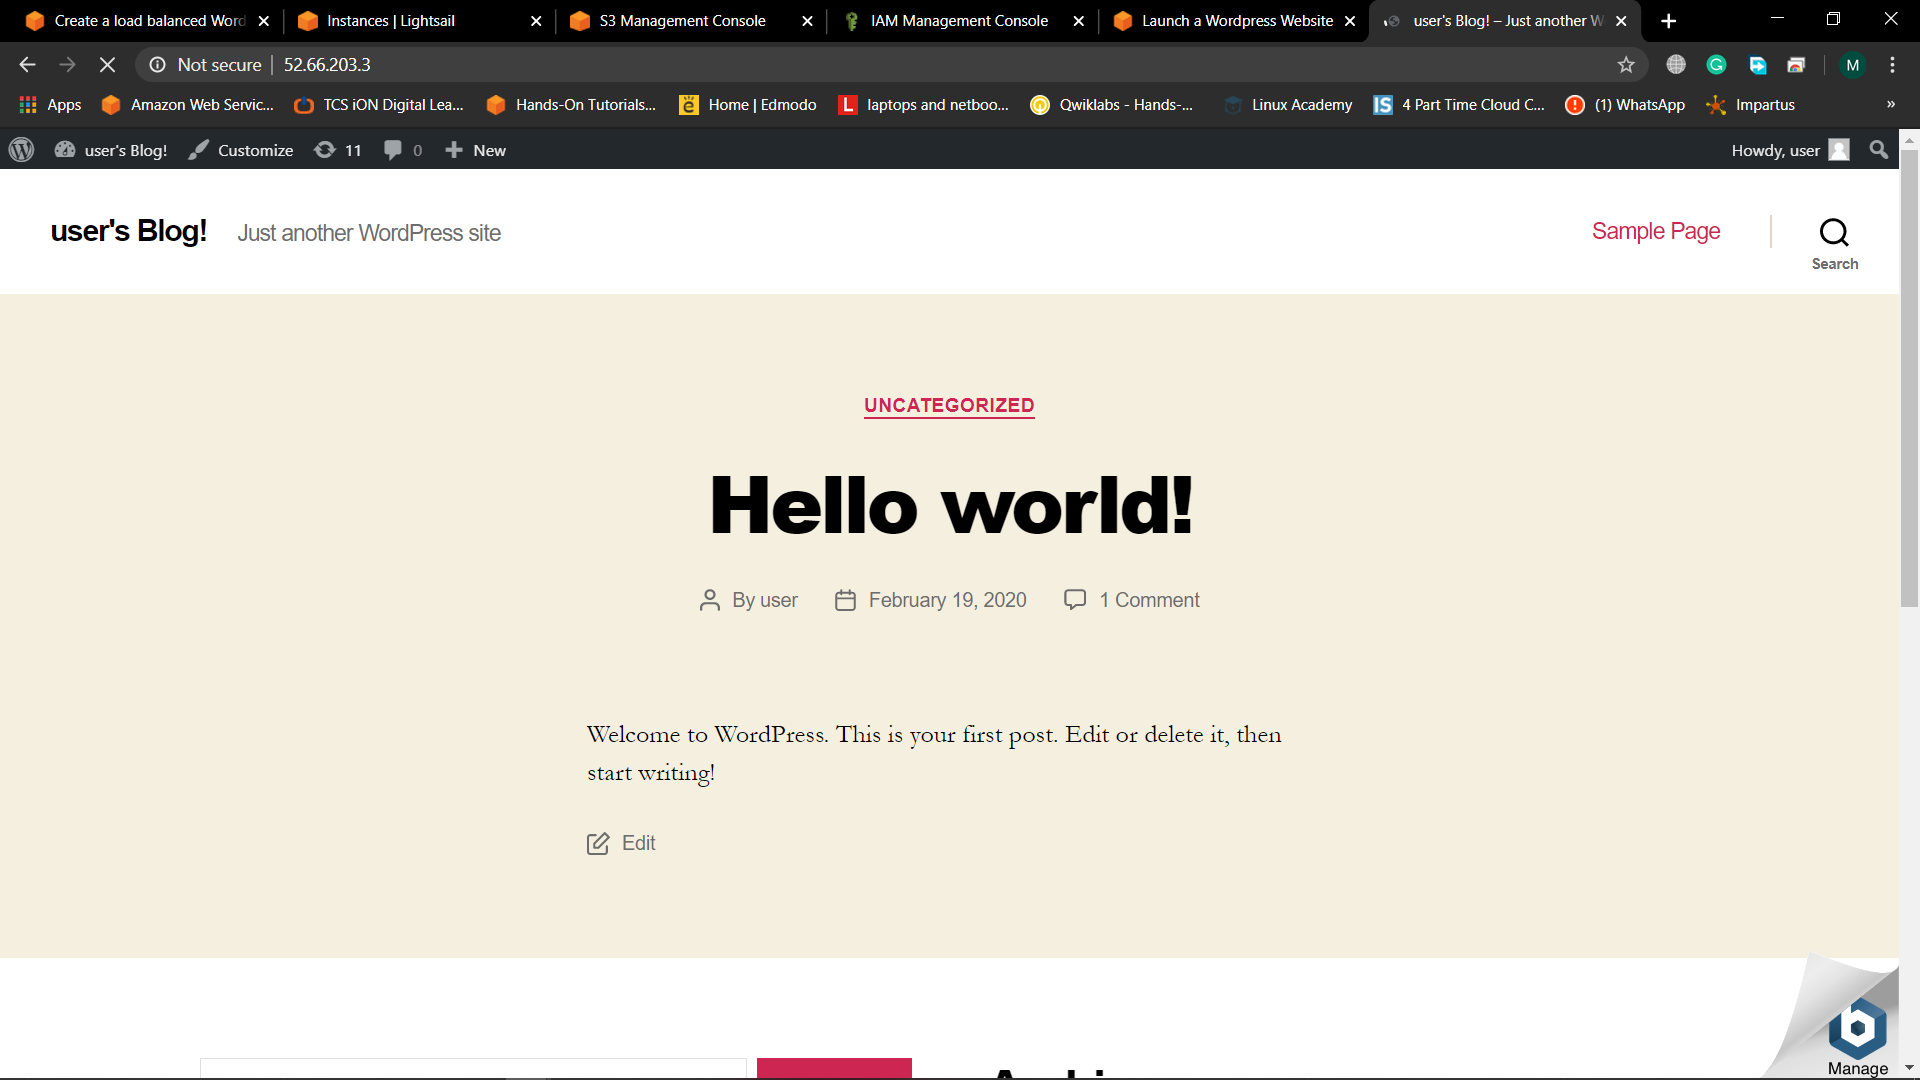 Create a load balanced Word
Instances | Lightsail
S3 Management Console
IAM Management Console
Launch a Wordpress Website
user's Blog! – Just another W
Not secure
52.66.203.3
M
Apps
Amazon Web Servic...
TCS iON Digital Lea...
Hands-On Tutorials...
Home | Edmodo
L
laptops and netboo...
Qwiklabs - Hands-...
Linux Academy
IS
4 Part Time Cloud C...
(1) WhatsApp
Impartus
»
user's Blog!
Customize
11
0
New
Howdy, user
user's Blog!
Just another WordPress site
Sample Page
Search
UNCATEGORIZED
Hello world!
By user
February 19, 2020
1 Comment
Welcome to WordPress. This is your first post. Edit or delete it, then
start writing!
Edit
Manage